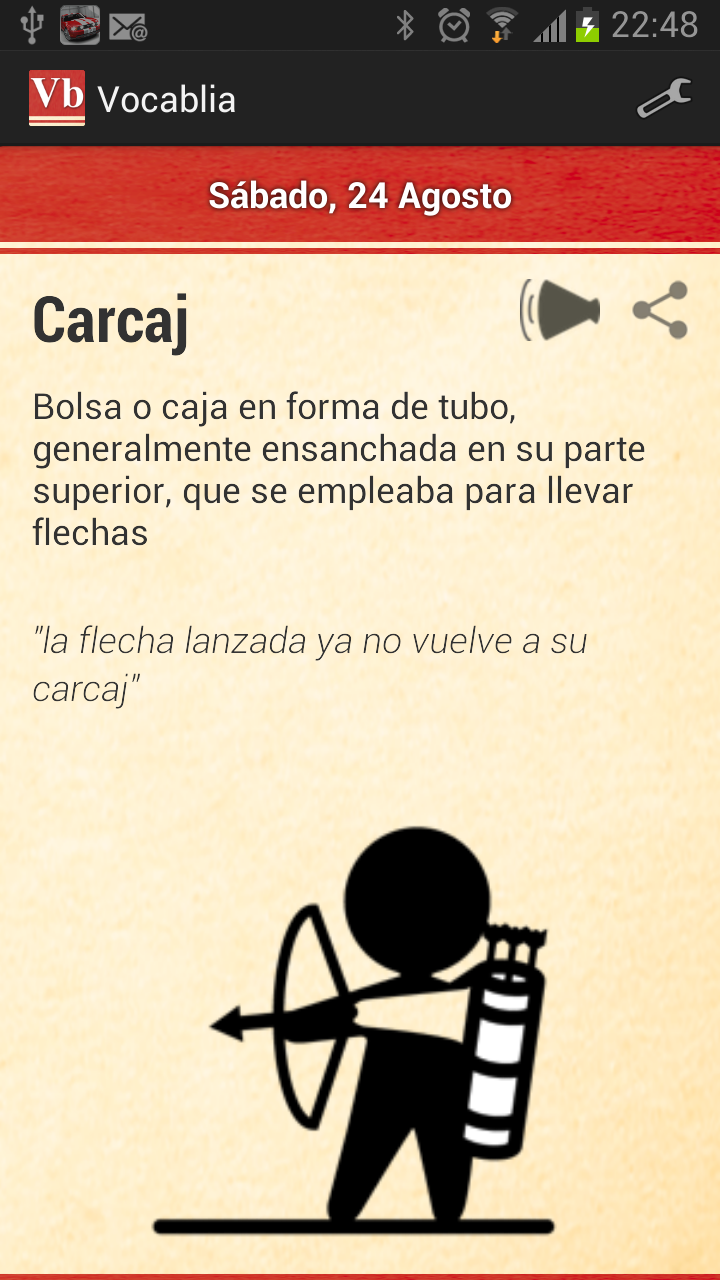 22:48
Vb Vocablia
Sábado, 24 Agosto
Carcaj
Bolsa o caja en forma de tubo,
generalmente ensanchada en su parte
superior, que se empleaba para llevar
flechas
"la flecha lanzada ya no vuelve a su
carcaj"